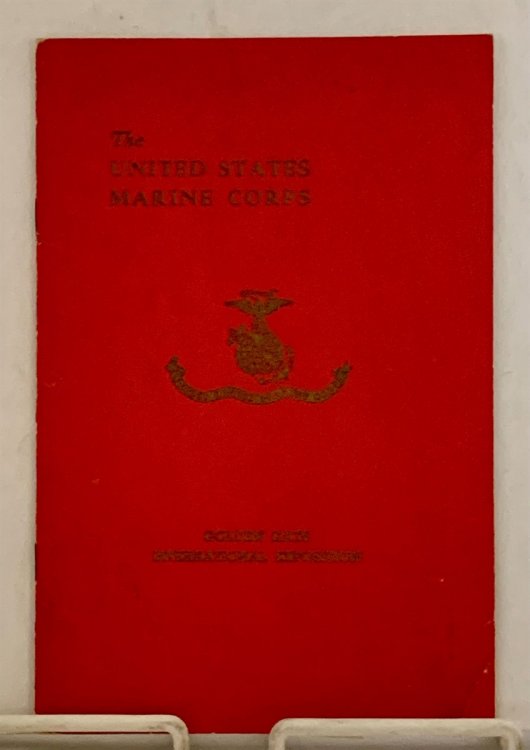 The
UNITED STATES
MARINE CORPS
GOLDEN GATE
INTERNATIONAL EXPOSITION